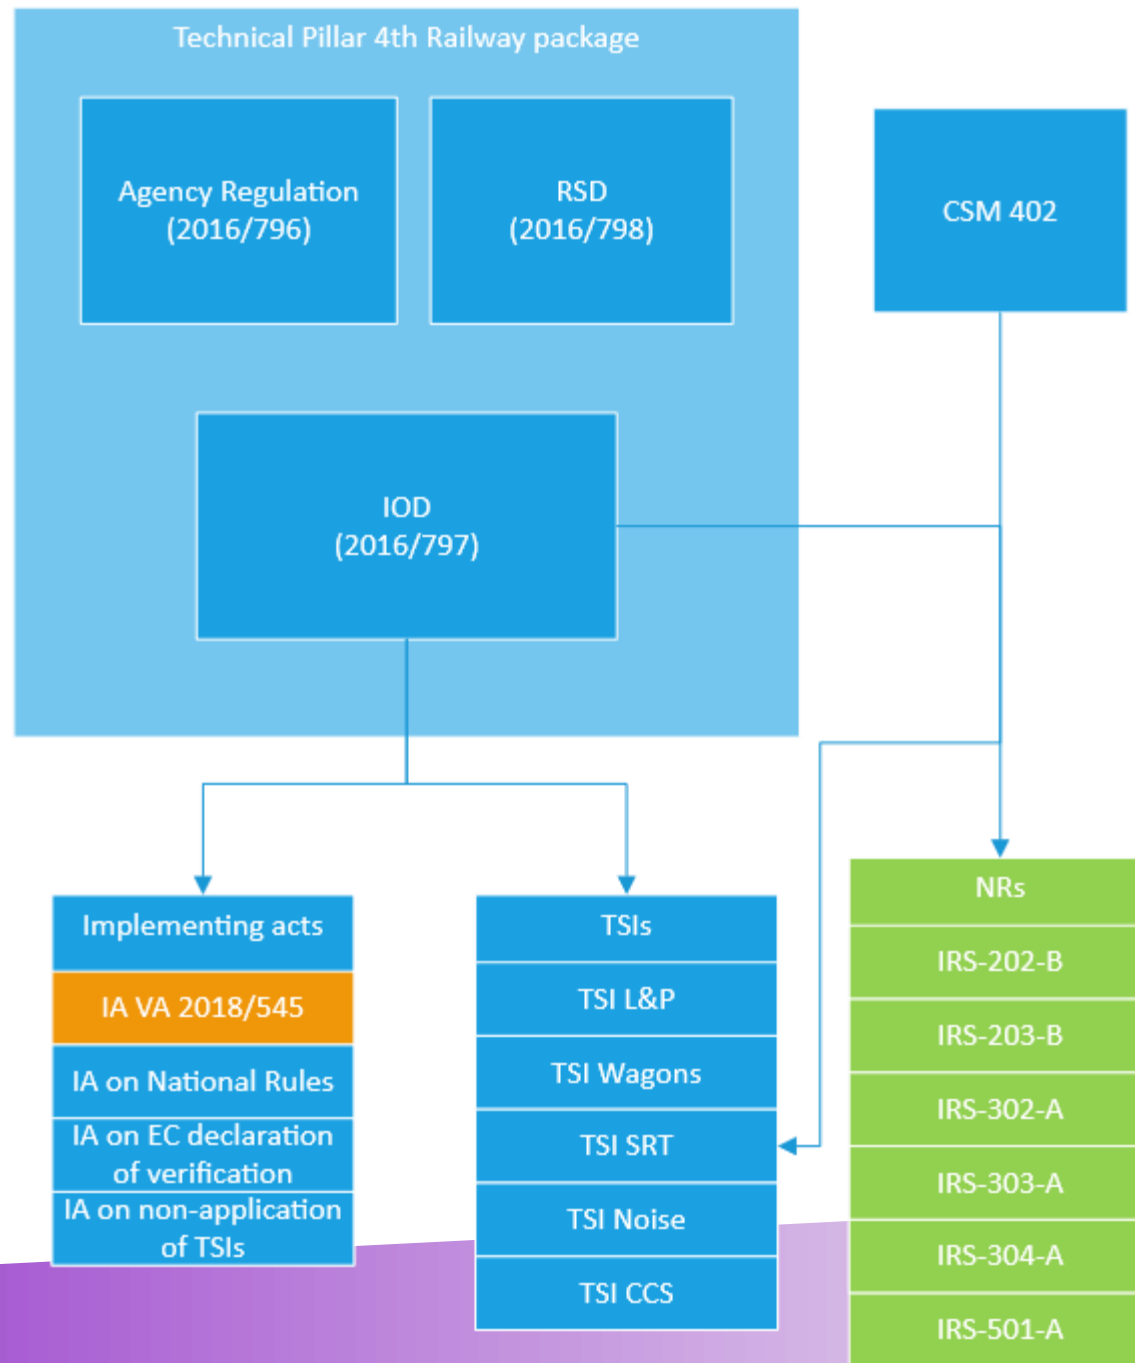 Technical Pillar 4th Railway package
Agency Regulation
(2016/796)
RSD
(2016/798)
CSM 402
IOD
(2016/797)
Implementing acts
IA VA 2018/545
IA on National Rules
IA on EC declaration
of verification
IA on non-application
of TSIs
TSIs
TSI L&P
TSI Wagons
TSI SRT
TSI Noise
TSI CCS
NRs
IRS-202-B
IRS-203-B
IRS-302-A
IRS-303-A
IRS-304-A
IRS-501-A